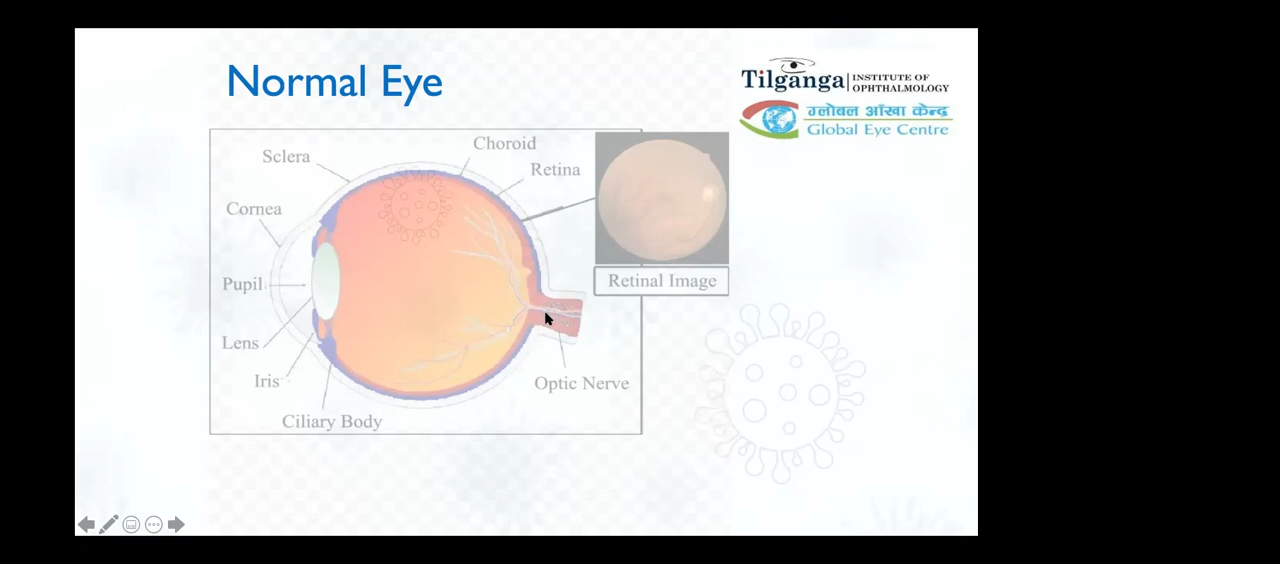 Normal Eye
Tilganga INSTITUTE OF
OPHTHALMOLOGY
ग्लोबल आँखा केन्द्र
Global Eye Centre
Choroid
Sclera
Retina
Cornea
Pupil
Retinal Image
Lens
Iris
Optic Nerve
Ciliary Body